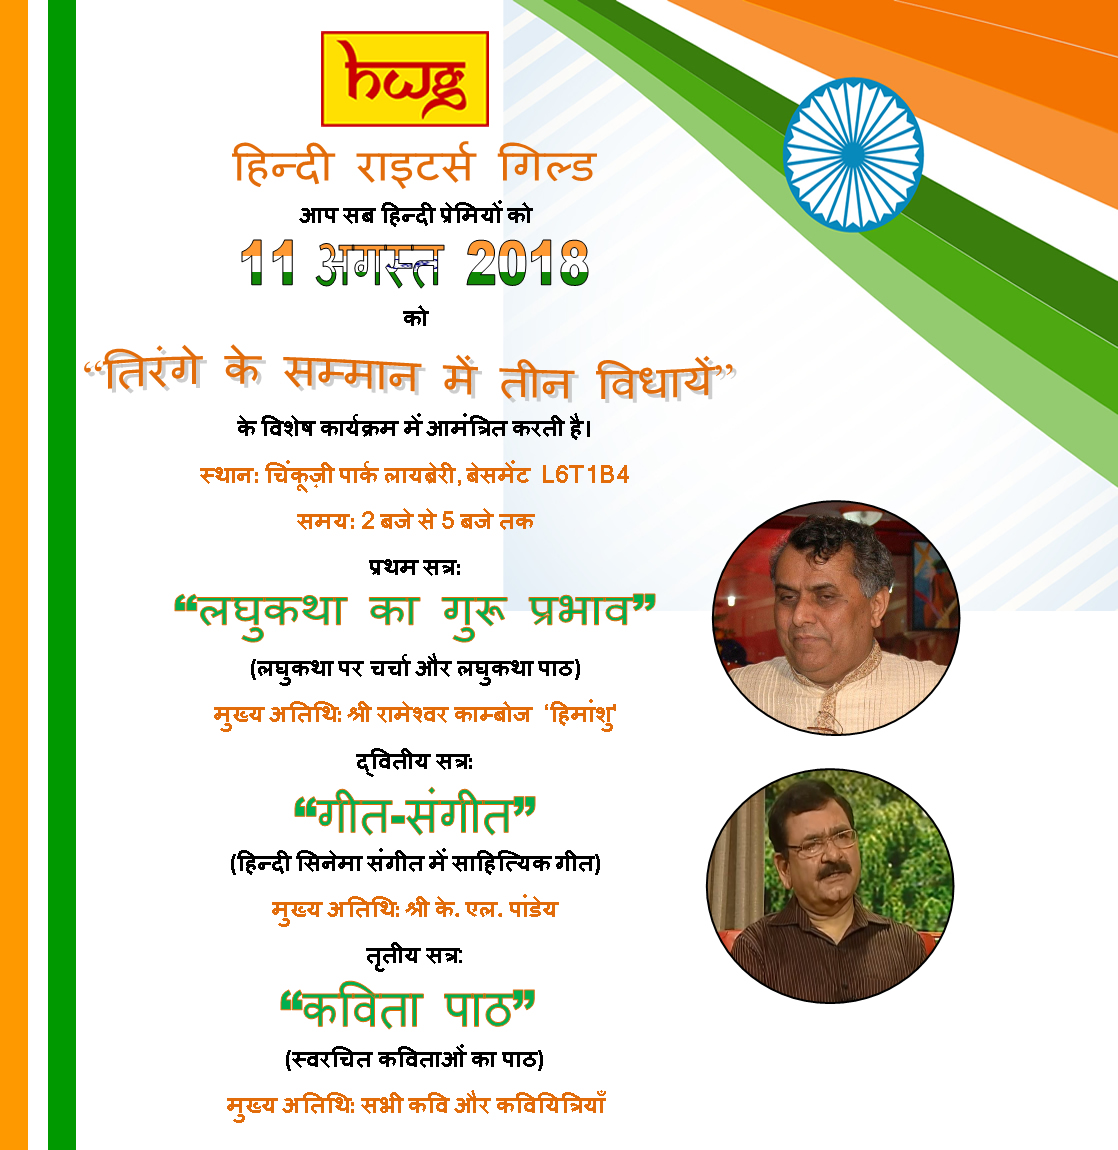 hwg
हिन्दी राइटर्स गिल्ड
आप सब हिन्दी प्रेमियों को
11 अगस्त 2018
को
“तिरंगे के सम्मान में तीन विधायें”
के विशेष कार्यक्रम में आमंत्रित करती है।
स्थान: चिंकूज़ी पार्क लायब्रेरी, बेसमेंट L6T1B4
समय: 2 बजे से 5 बजे तक
प्रथम सत्र:
“लघुकथा का गुरू प्रभाव”
(लघुकथा पर चर्चा और लघुकथा पाठ)
मुख्य अतिथि: श्री रामेश्वर काम्बोज ‘हिमांशु'
द्वितीय सत्र:
“गीत-संगीत”
(हिन्दी सिनेमा संगीत में साहित्यिक गीत)
मुख्य अतिथि: श्री के. एल. पांडेय
तृतीय सत्र:
“कविता पाठ”
(स्वरचित कविताओं का पाठ)
मुख्य अतिथि: सभी कवि और कवियित्रियाँ